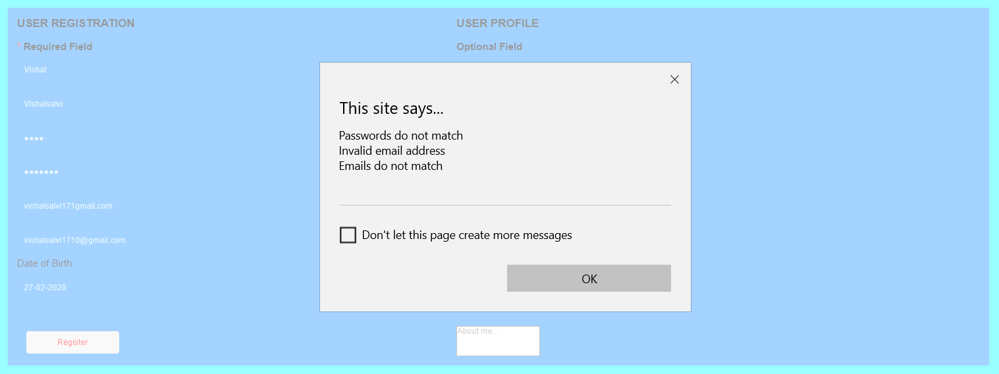 USER REGISTRATION
* Required Field
Vishal
Vishalsalvi
••••
•••••••
vishalsalvi171gmail.com
vishalsalvi1710@gmail.com
Date of Birth
27-02-2020
Register
USER PROFILE
Optional Field
About me...
This site says...
Passwords do not match
Invalid email address
Emails do not match
Don't let this page create more messages
OK